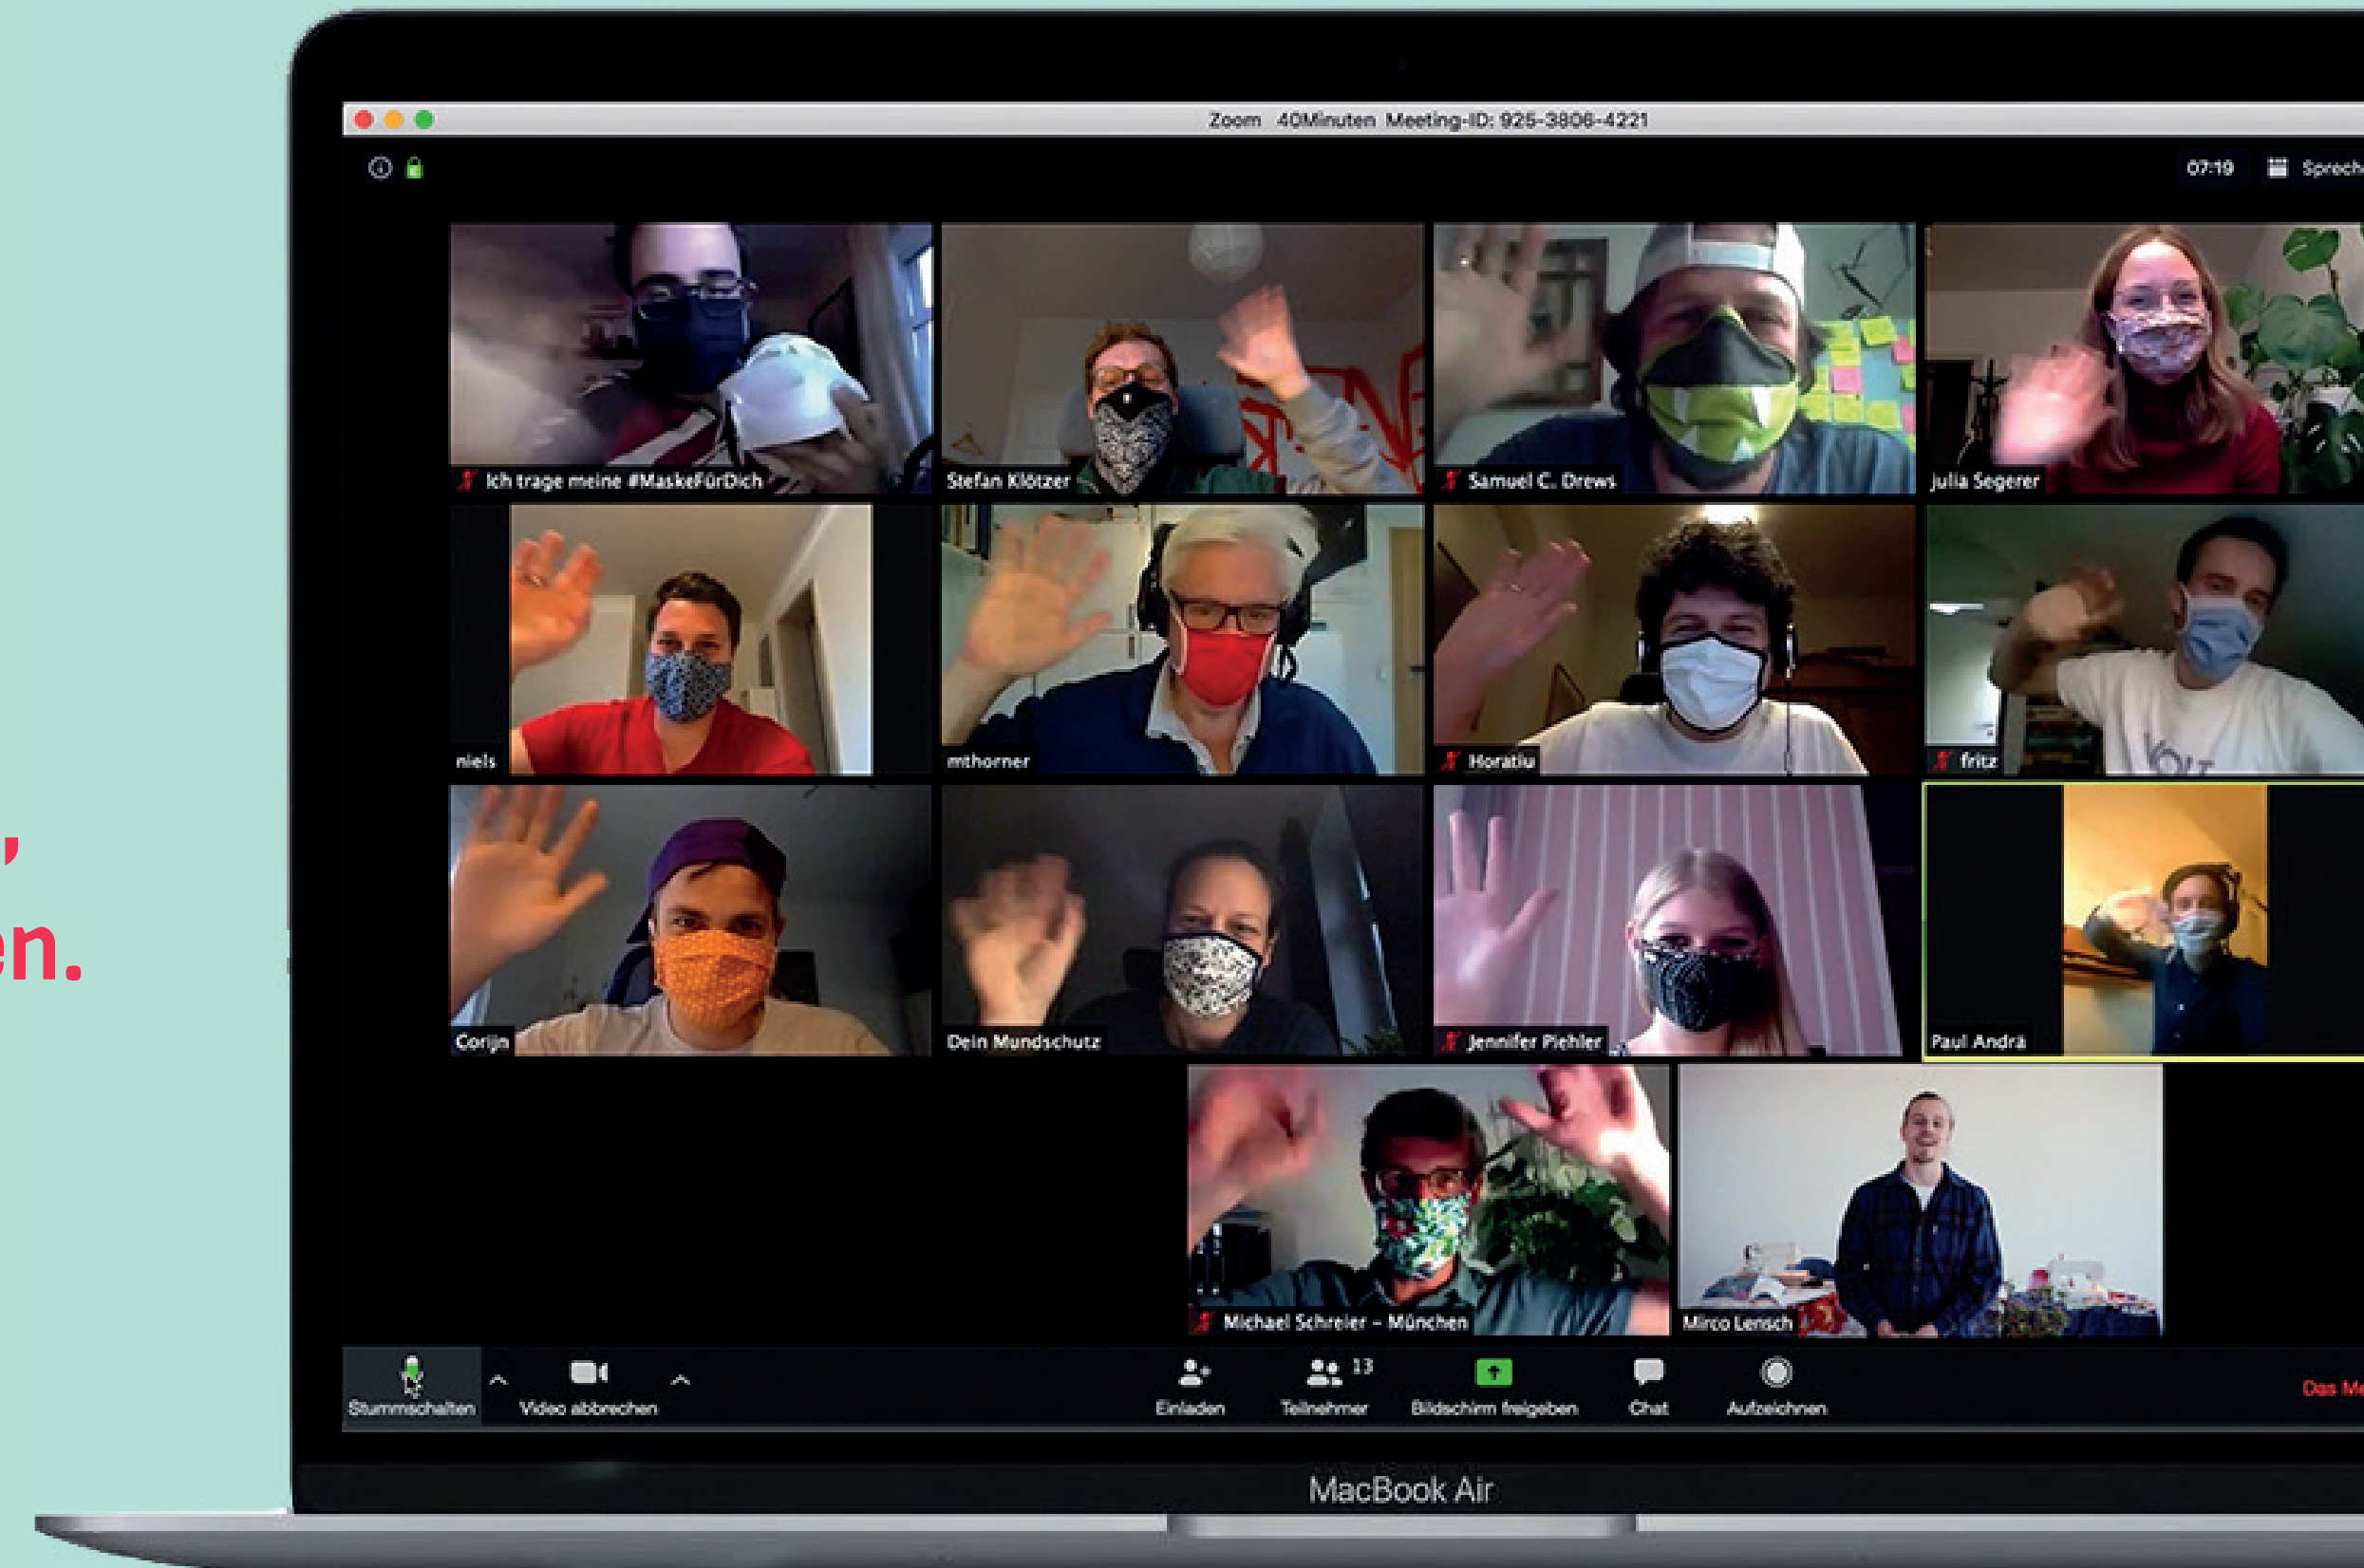 Zoom 40Minuten Meeting-ID: 925-3806-4221
07:19
Ich trage meine #MaskeFürDich
Stefan Klötzer
Samuel C. Drews
Julia Segerer
niels
mthorner
Horatiu
fritz
VOLT
,
en.
Corijn
Dein Mundschutz
Jennifer Piehler
Paul Andrä
Michael Schreier – München
Mirco Lensch
13
Stummschalten
Video abbrechen
Einladen
Teilnehmer
Bildschirm freigeben
Chat
Aufzeichnen
MacBook Air